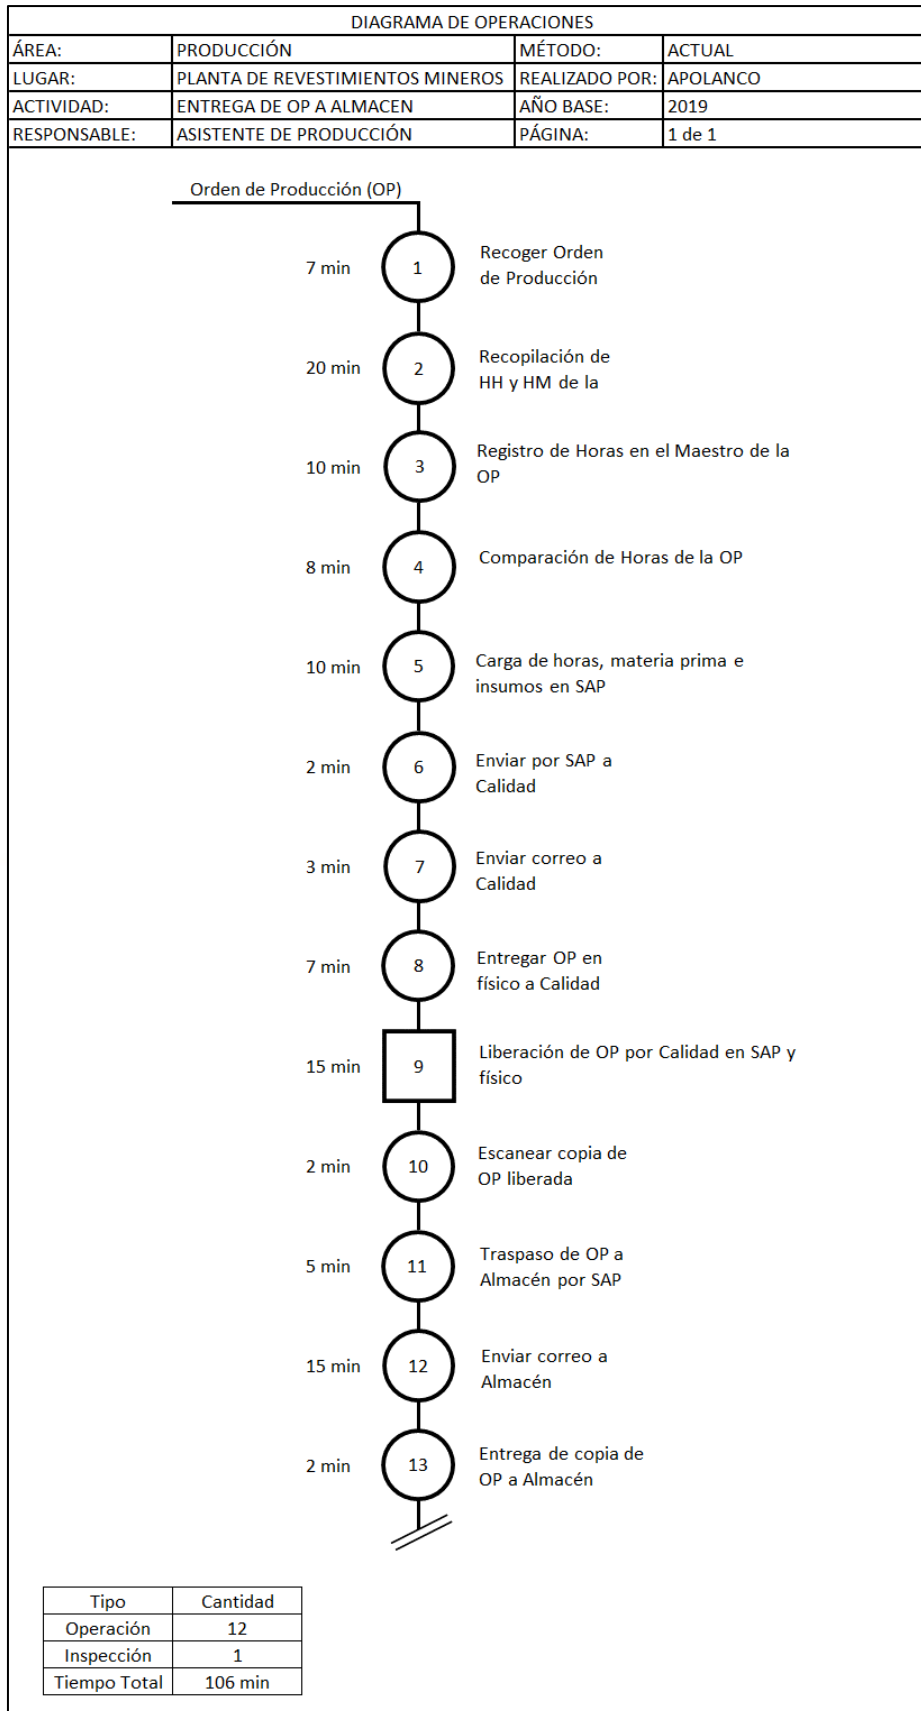 DIAGRAMA DE OPERACIONES
ÁREA: PRODUCCIÓN MÉTODO: ACTUAL
LUGAR: PLANTA DE REVESTIMIENTOS MINEROS REALIZADO POR: APOLANCO
ACTIVIDAD: ENTREGA DE OP A ALMACEN AÑO BASE: 2019
RESPONSABLE: ASISTENTE DE PRODUCCIÓN PÁGINA: 1 de 1
Orden de Producción (OP)
7 min 1 Recoger Orden
de Producción
20 min 2 Recopilación de
HH y HM de la
10 min 3 Registro de Horas en el Maestro de la
OP
8 min 4 Comparación de Horas de la OP
10 min 5 Carga de horas, materia prima e
insumos en SAP
2 min 6 Enviar por SAP a
Calidad
3 min 7 Enviar correo a
Calidad
7 min 8 Entregar OP en
físico a Calidad
15 min 9 Liberación de OP por Calidad en SAP y
físico
2 min 10 Escanear copia de
OP liberada
5 min 11 Traspaso de OP a
Almacén por SAP
15 min 12 Enviar correo a
Almacén
2 min 13 Entrega de copia de
OP a Almacén
Tipo Cantidad
Operación 12
Inspección 1
Tiempo Total 106 min